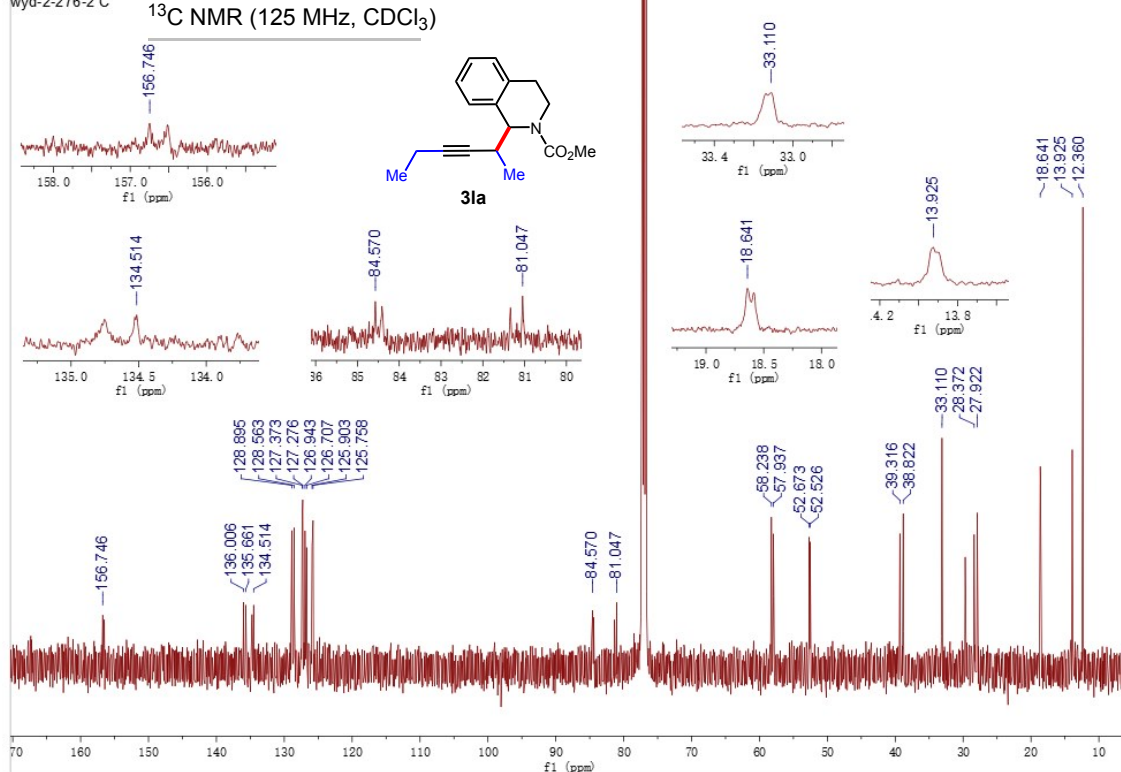 wyd-2-276-2 C
¹³C NMR (125 MHz, CDCl₃)
156.746
158.0 157.0 156.0
f1 (ppm)
N
CO₂Me
Me
Me
3la
33.110
33.4 33.0
f1 (ppm)
18.641
13.925
12.360
134.514
135.0 134.5 134.0
f1 (ppm)
84.570
81.047
36 85 84 83 82 81 80
f1 (ppm)
18.641
19.0 18.5 18.0
f1 (ppm)
13.925
4.2 13.8
f1 (ppm)
156.746
136.006
135.661
134.514
128.895
128.563
127.373
127.276
126.943
126.707
125.903
125.758
84.570
81.047
58.238
57.937
52.673
52.526
39.316
38.822
33.110
28.372
27.922
70 160 150 140 130 120 110 100 90 80 70 60 50 40 30 20 10
f1 (ppm)